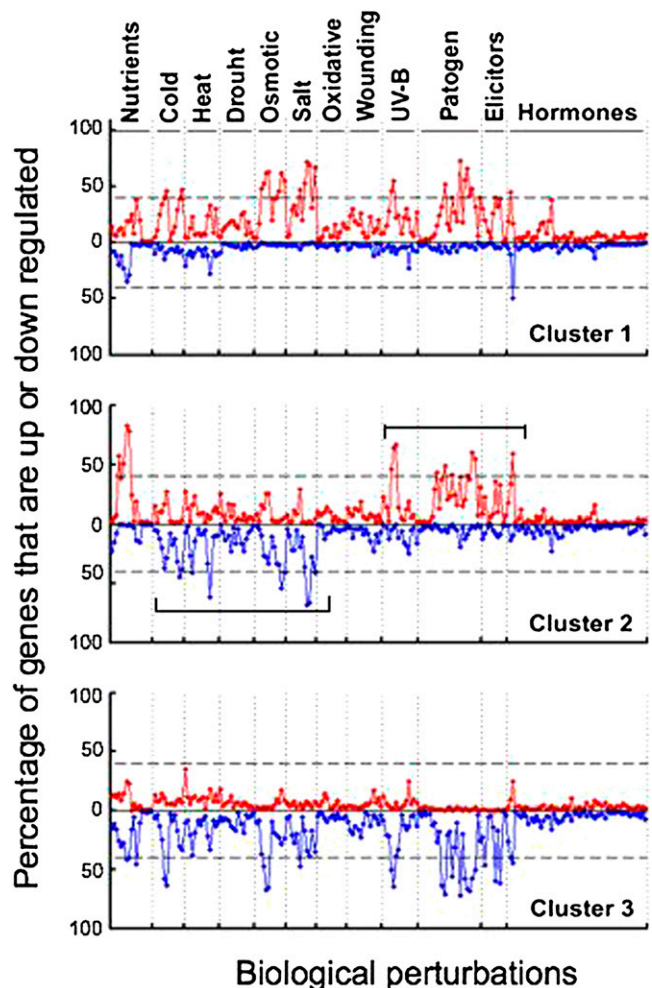 Nutrients
Cold
Heat
Drouht
Osmotic
Salt
Oxidative
Wounding
UV-B
Patogen
Elicitors
Hormones
Percentage of genes that are up or down regulated
100
50
0
50
100
Cluster 1
100
50
0
50
100
Cluster 2
100
50
0
50
100
Cluster 3
Biological perturbations